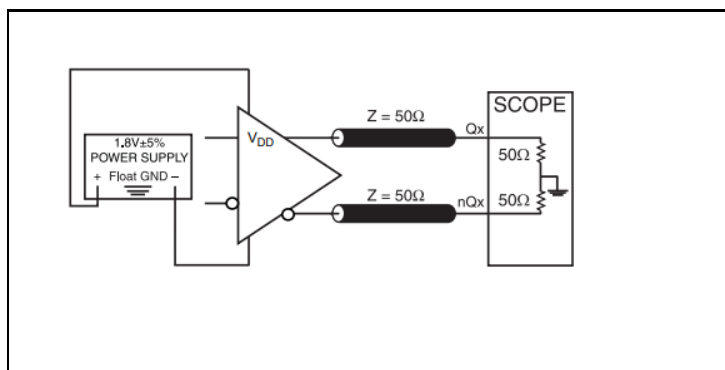 SCOPE
Z = 50Ω
Qx
1.8V±5%
POWER SUPPLY
+ Float GND –
VDD
50Ω
50Ω
Z = 50Ω
nQx